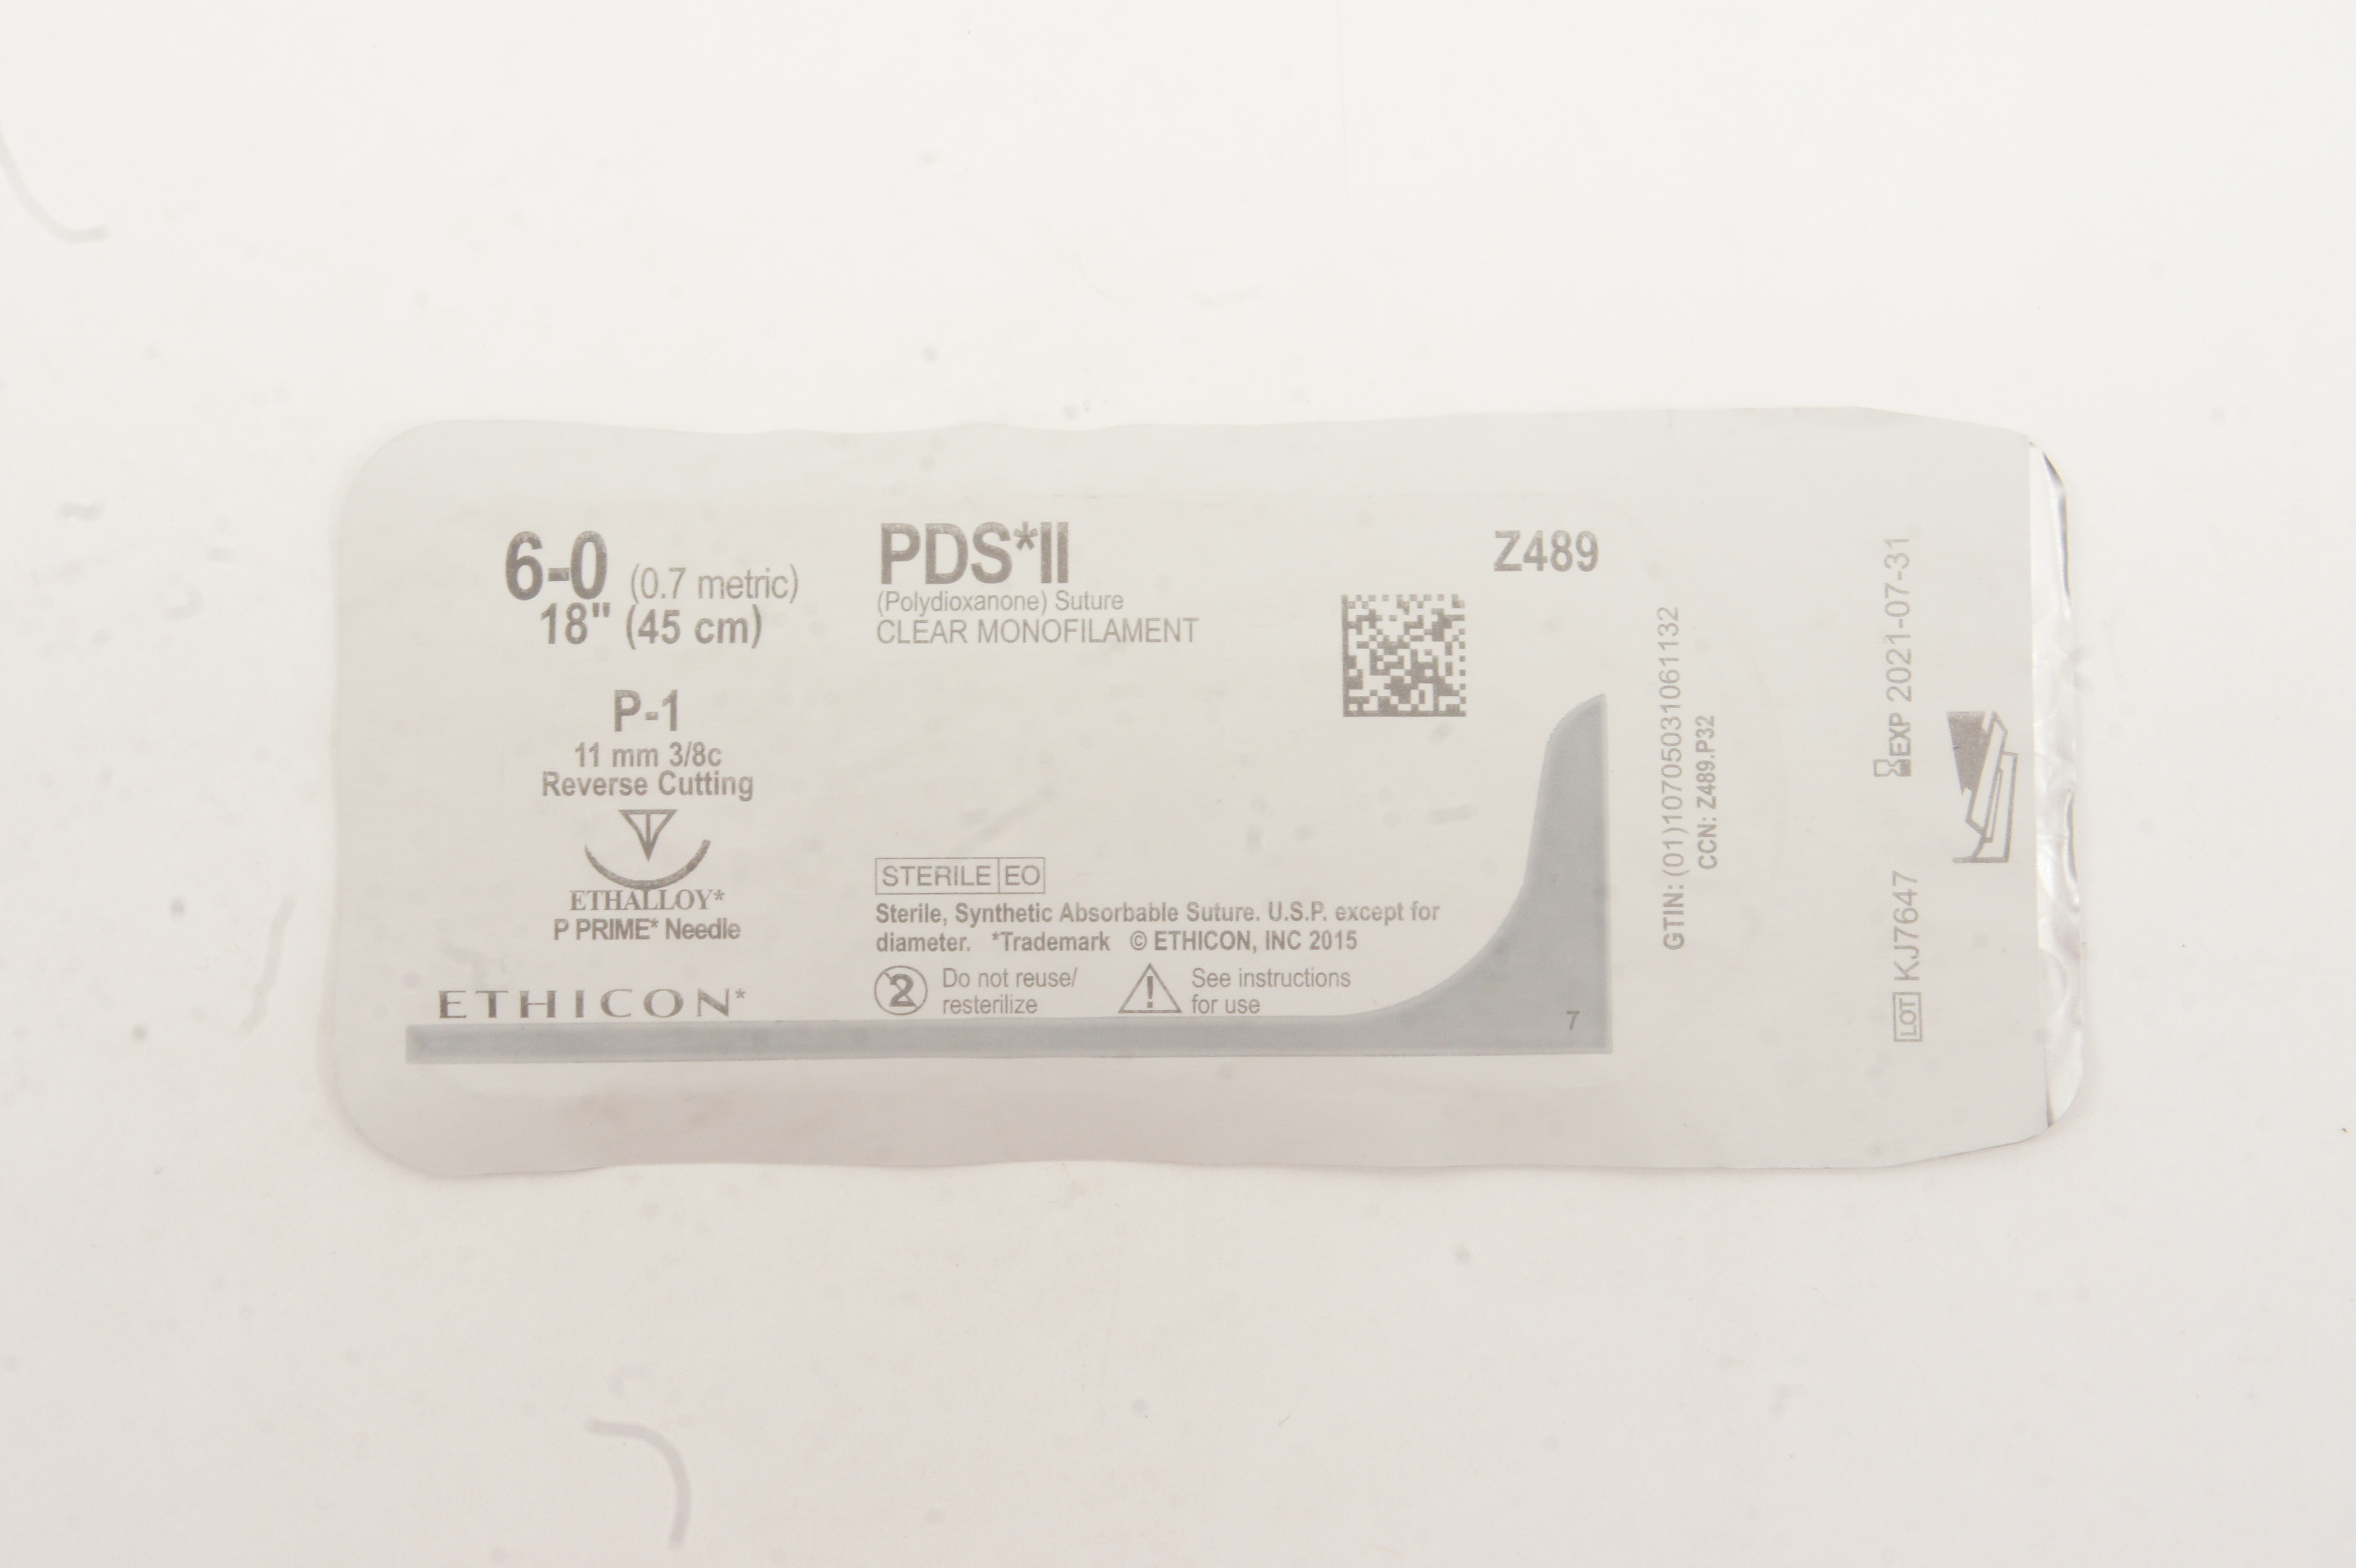 6-0 (0.7 metric)
18" (45 cm)
P-1
11 mm 3/8c
Reverse Cutting
ETHALLOY*
P PRIME* Needle
ETHICON*
PDS*II
(Polydioxanone) Suture
CLEAR MONOFILAMENT
STERILE EO
Sterile, Synthetic Absorbable Suture. U.S.P. except for
diameter. *Trademark © ETHICON, INC 2015
2 Do not reuse/
resterilize
! See instructions
for use
Z489
7
GTIN: (01)10705031061132
CCN: Z489.P32
EXP 2021-07-31
LOT KJ7647